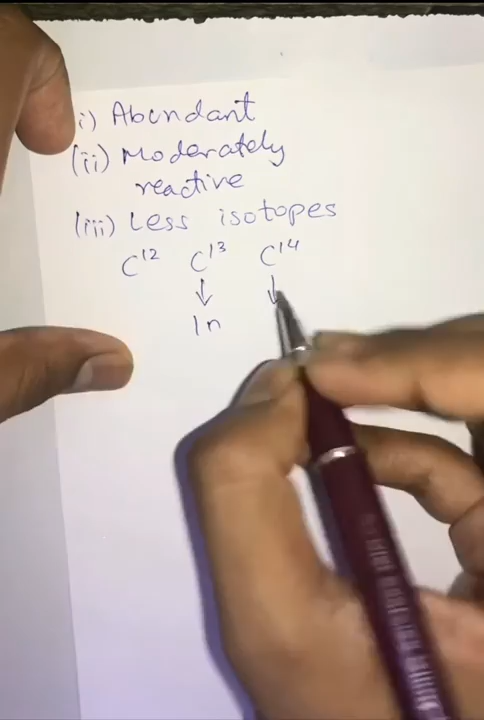 i) Abundant
(ii) Moderately
reactive
(iii) Less isotopes
C¹² C¹³ C¹⁴
↓ ↓
1n